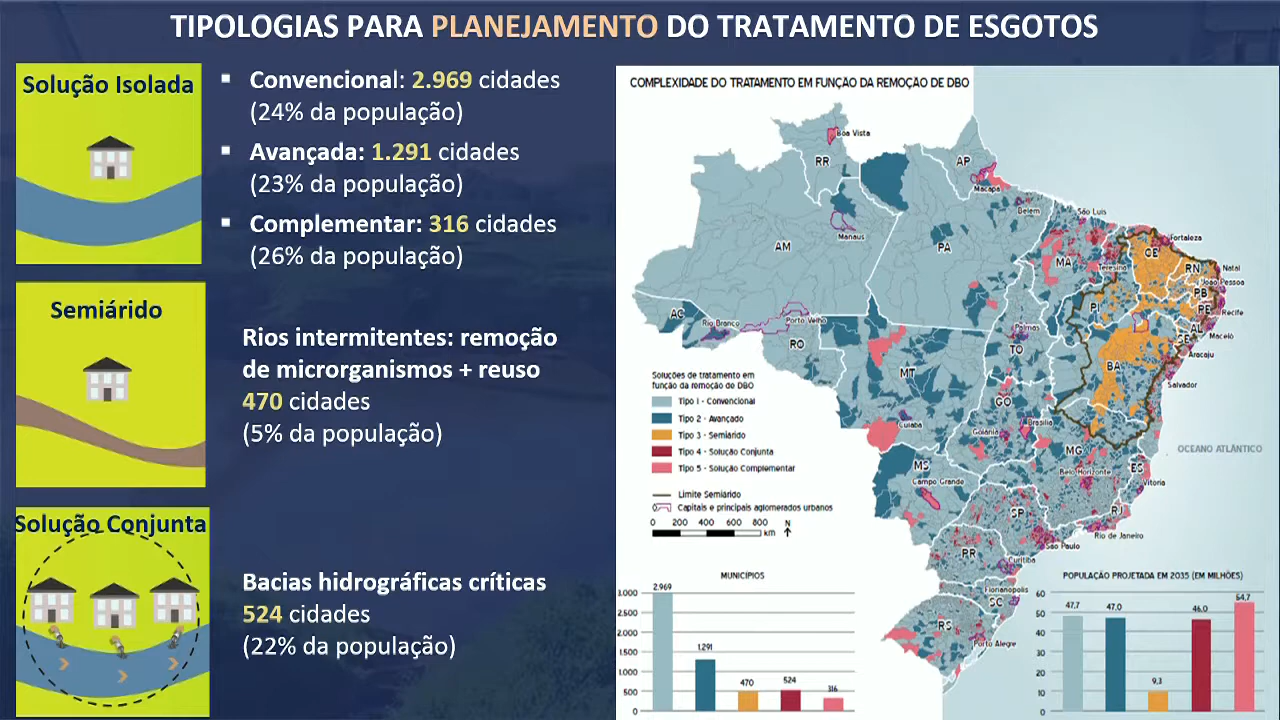 TIPOLOGIAS PARA PLANEJAMENTO DO TRATAMENTO DE ESGOTOS
Solução Isolada
▪ Convencional: 2.969 cidades
(24% da população)
▪ Avançada: 1.291 cidades
(23% da população)
▪ Complementar: 316 cidades
(26% da população)
Semiárido
Rios intermitentes: remoção
de microrganismos + reuso
470 cidades
(5% da população)
Solução Conjunta
Bacias hidrográficas críticas
524 cidades
(22% da população)
COMPLEXIDADE DO TRATAMENTO EM FUNÇÃO DA REMOÇÃO DE DBO
Boa Vista
RR
AP
Macapá
Belém
São Luís
Fortaleza
Manaus
AM
PA
MA
Teresina
CE
RN
Natal
João Pessoa
PB
PE
Recife
PI
AL
Maceió
SE
Aracaju
AC
Rio Branco
Porto Velho
RO
Palmas
TO
MT
BA
Salvador
Cuiabá
GO
Goiânia
Brasília
MG
Belo Horizonte
ES
Vitória
OCEANO ATLÂNTICO
MS
Campo Grande
SP
São Paulo
RJ
Rio de Janeiro
PR
Curitiba
Florianópolis
SC
RS
Porto Alegre
Soluções de tratamento em
função da remoção de DBO
Tipo 1 - Convencional
Tipo 2 - Avançado
Tipo 3 - Semiárido
Tipo 4 - Solução Conjunta
Tipo 5 - Solução Complementar
Limite Semiárido
Capitais e principais aglomerados urbanos
0 200 400 600 800
km
N
MUNICÍPIOS
3.000
2.500
2.000
1.500
1.000
500
0
2.969
1.291
470
524
316
POPULAÇÃO PROJETADA EM 2035 (EM MILHÕES)
60
50
40
30
20
10
0
47,7
47,0
9,3
46,0
54,7